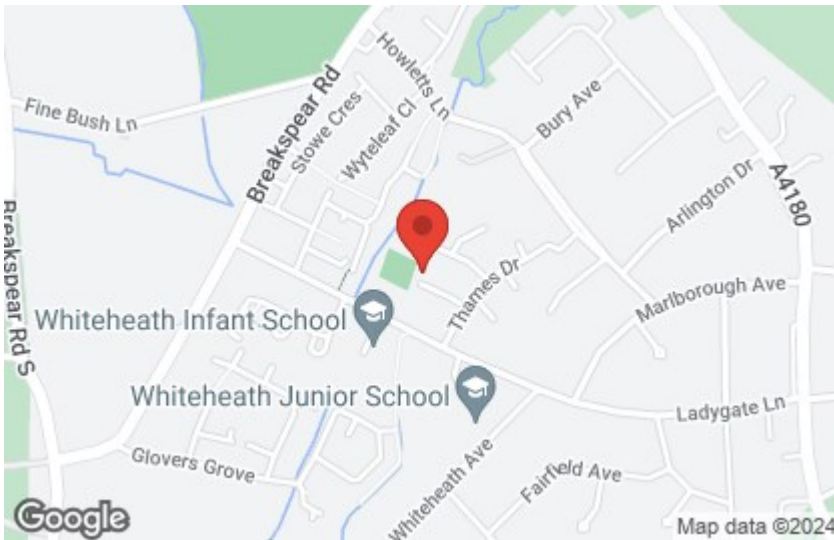 Howletts Ln
Fine Bush Ln
Breakspear Rd
Stowe Cres
Wyteleaf Cl
Bury Ave
A4180
Arlington Dr
Breakspear Rd S
Thames Dr
Marlborough Ave
Whiteheath Infant School
Whiteheath Junior School
Ladygate Ln
Glovers Grove
Whiteheath Ave
Fairfield Ave
Google
Map data ©2024